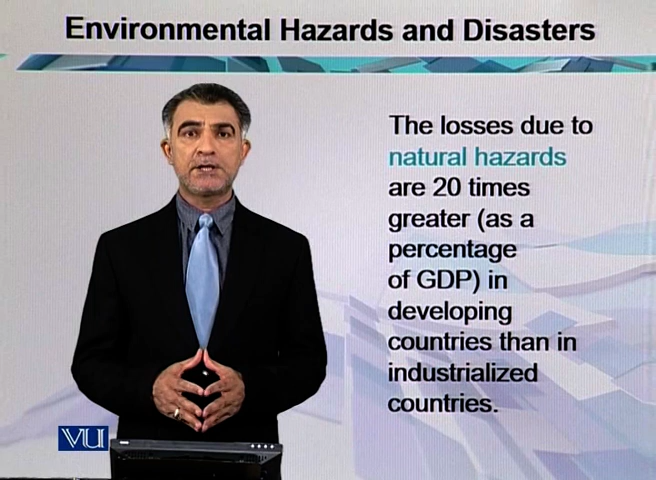 Environmental Hazards and Disasters
The losses due to
natural hazards
are 20 times
greater (as a
percentage
of GDP) in
developing
countries than in
industrialized
countries.
VU